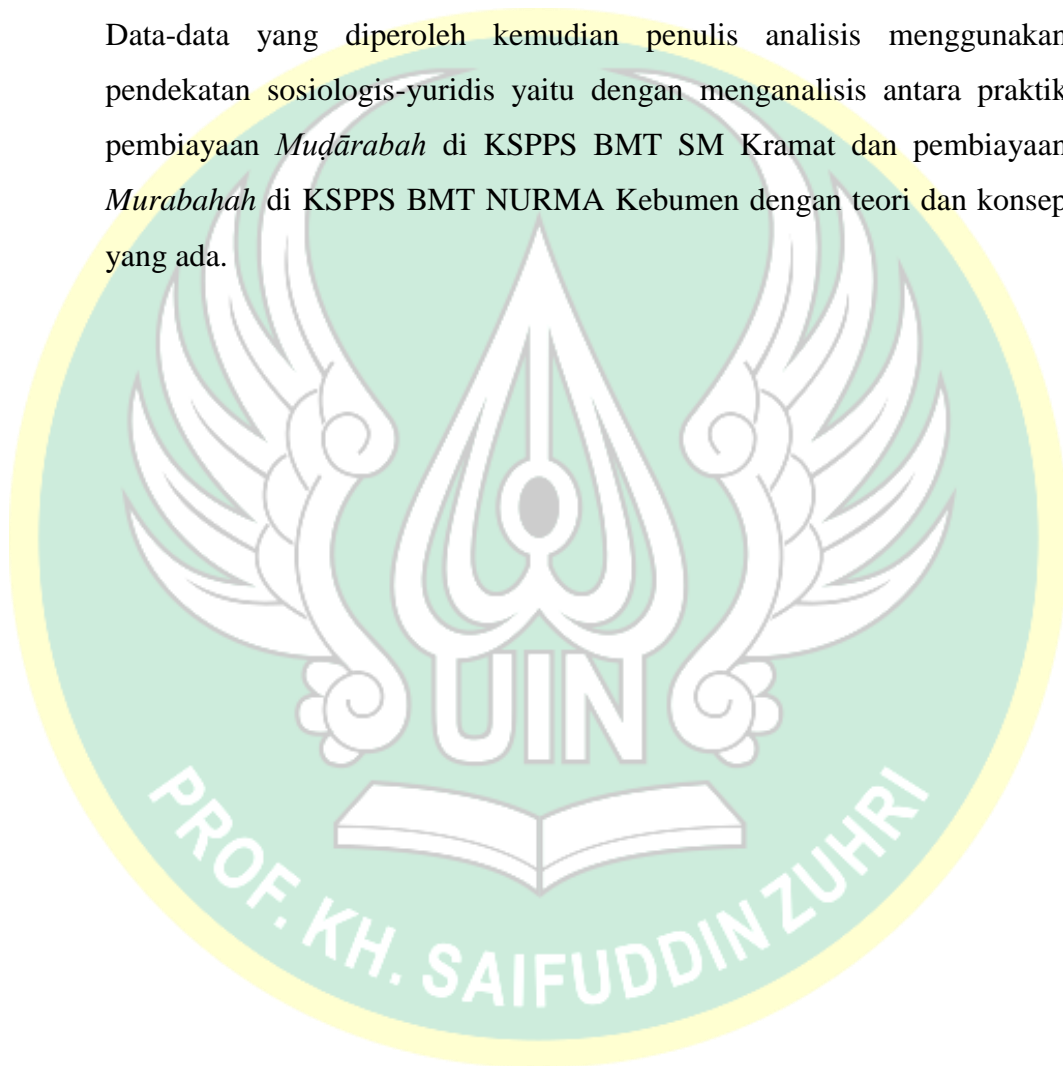 Data-data yang diperoleh kemudian penulis analisis menggunakan
pendekatan sosiologis-yuridis yaitu dengan menganalisis antara praktik
pembiayaan Muḍārabah di KSPPS BMT SM Kramat dan pembiayaan
Murabahah di KSPPS BMT NURMA Kebumen dengan teori dan konsep
yang ada.
UIN
PROF. KH. SAIFUDDIN ZUHRI